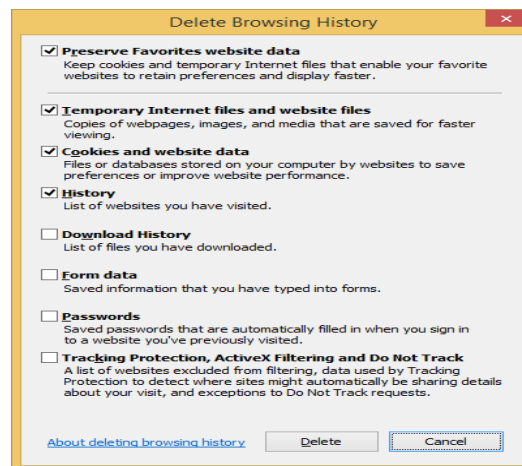 Delete Browsing History
Preserve Favorites website data
Keep cookies and temporary Internet files that enable your favorite
websites to retain preferences and display faster.
Temporary Internet files and website files
Copies of webpages, images, and media that are saved for faster
viewing.
Cookies and website data
Files or databases stored on your computer by websites to save
preferences or improve website performance.
History
List of websites you have visited.
Download History
List of files you have downloaded.
Form data
Saved information that you have typed into forms.
Passwords
Saved passwords that are automatically filled in when you sign in
to a website you've previously visited.
Tracking Protection, ActiveX Filtering and Do Not Track
A list of websites excluded from filtering, data used by Tracking
Protection to detect where sites might automatically be sharing details
about your visit, and exceptions to Do Not Track requests.
About deleting browsing history
Delete
Cancel